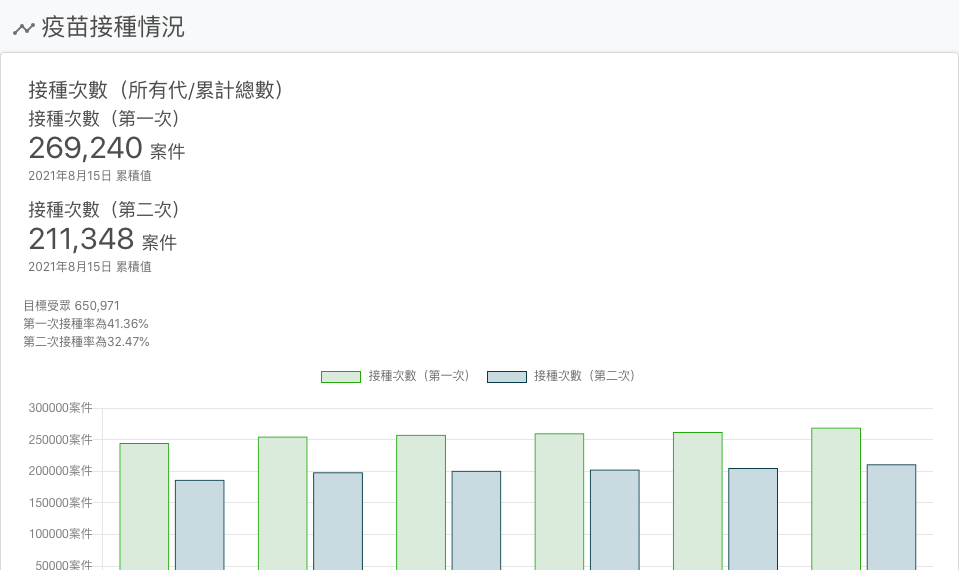 疫苗接種情況
接種次數（所有代/累計總數）
接種次數（第一次）
269,240 案件
2021年8月15日 累積值
接種次數（第二次）
211,348 案件
2021年8月15日 累積值
目標受眾 650,971
第一次接種率為41.36%
第二次接種率為32.47%
接種次數（第一次） 接種次數（第二次）
300000案件
250000案件
200000案件
150000案件
100000案件
50000案件